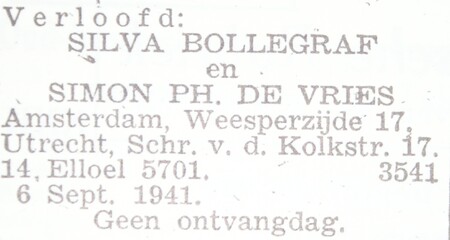 Verloofd:
SILVA BOLLEGRAF
en
SIMON PH. DE VRIES
Amsterdam, Weesperzijde 17.
Utrecht, Schr. v. d. Kolkstr. 17.
14. Elloel 5701. 3541
6 Sept. 1941.
Geen ontvangdag.